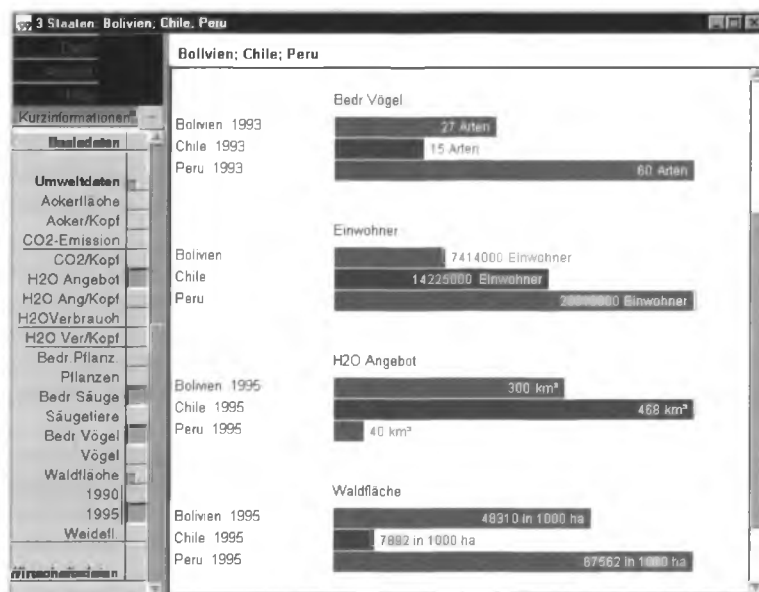 3 Staaten: Bolivien; Chile; Peru
Bolivien; Chile; Peru
Kurzinformationen
Basisdaten
Umweltdaten
Ackerfläche
Acker/Kopf
CO2-Emission
CO2/Kopf
H2O Angebot
H2O Ang/Kopf
H2OVerbrauch
H2O Ver/Kopf
Bedr.Pflanz.
Pflanzen
Bedr Säuge
Säugetiere
Bedr Vögel
Vögel
Waldfläche
1990
1995
Weidefl.
Wirtschaftsdaten
Bedr Vögel
Bolivien 1993 27 Arten
Chile 1993 15 Arten
Peru 1993 60 Arten
Einwohner
Bolivien 7414000 Einwohner
Chile 14225000 Einwohner
Peru Einwohner
H2O Angebot
Bolivien 1995 300 km³
Chile 1995 468 km³
Peru 1995 40 km³
Waldfläche
Bolivien 1995 48310 in 1000 ha
Chile 1995 7892 in 1000 ha
Peru 1995 67562 in 1000 ha